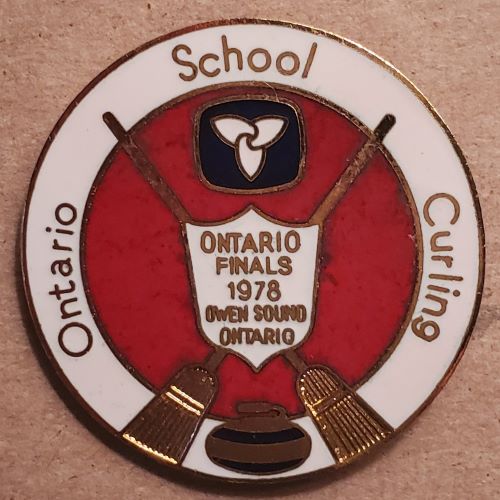 Ontario School Curling
ONTARIO
FINALS
1978
OWEN SOUND
ONTARIO